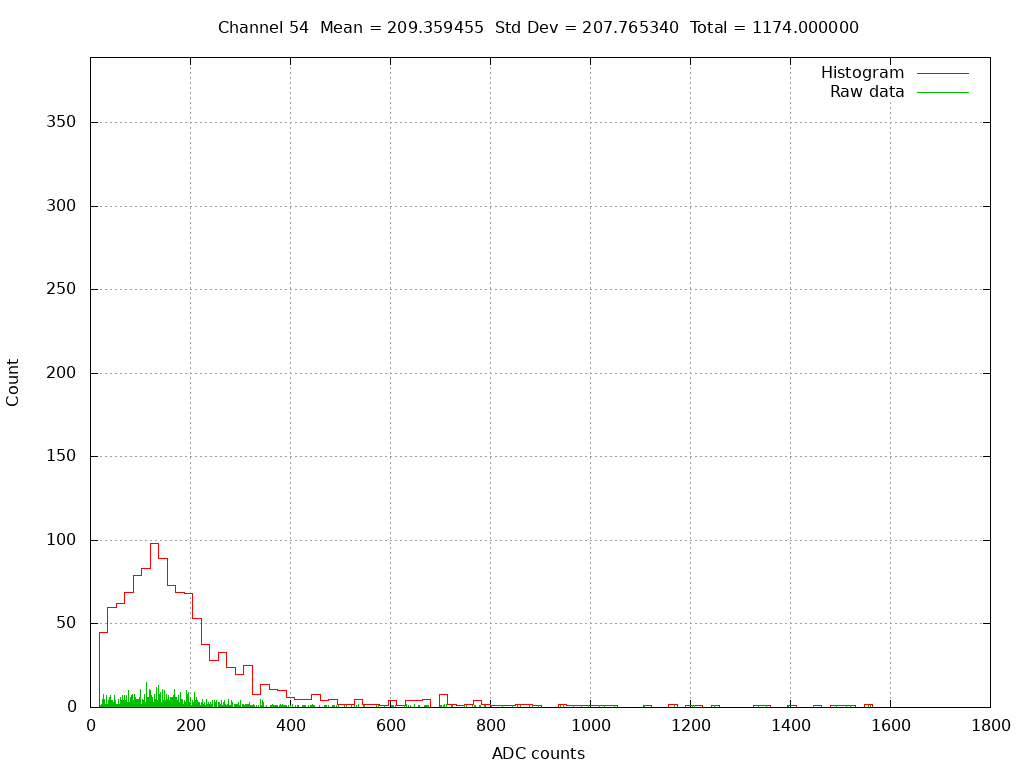 Channel 54  Mean = 209.359455  Std Dev = 207.765340  Total = 1174.000000
Histogram
Raw data
350
300
250
200
150
100
50
0
Count
0 200 400 600 800 1000 1200 1400 1600 1800
ADC counts